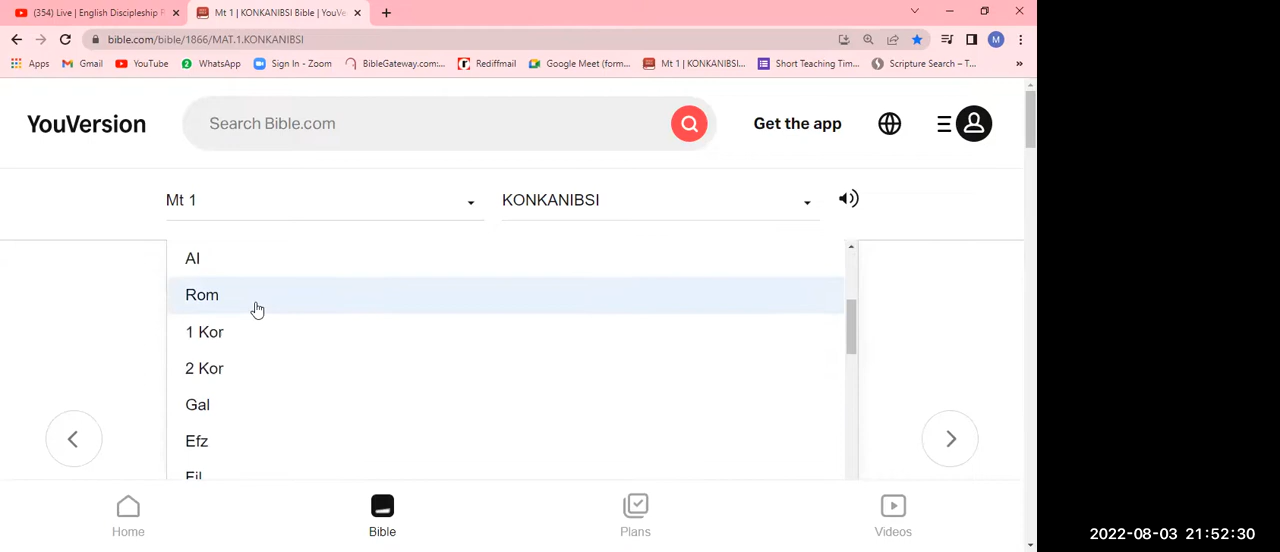 (354) Live | English Discipleship
Mt 1 | KONKANIBSI Bible | YouVe
bible.com/bible/1866/MAT.1.KONKANIBSI
M
Apps
Gmail
YouTube
WhatsApp
Sign In - Zoom
BibleGateway.com:...
Rediffmail
Google Meet (form...
Mt 1 | KONKANIBSI...
Short Teaching Tim...
Scripture Search – T...
»
YouVersion
Search Bible.com
Get the app
Mt 1
KONKANIBSI
Rom
1 Kor
2 Kor
Gal
Efz
Home
Bible
Plans
Videos
2022-08-03 21:52:30